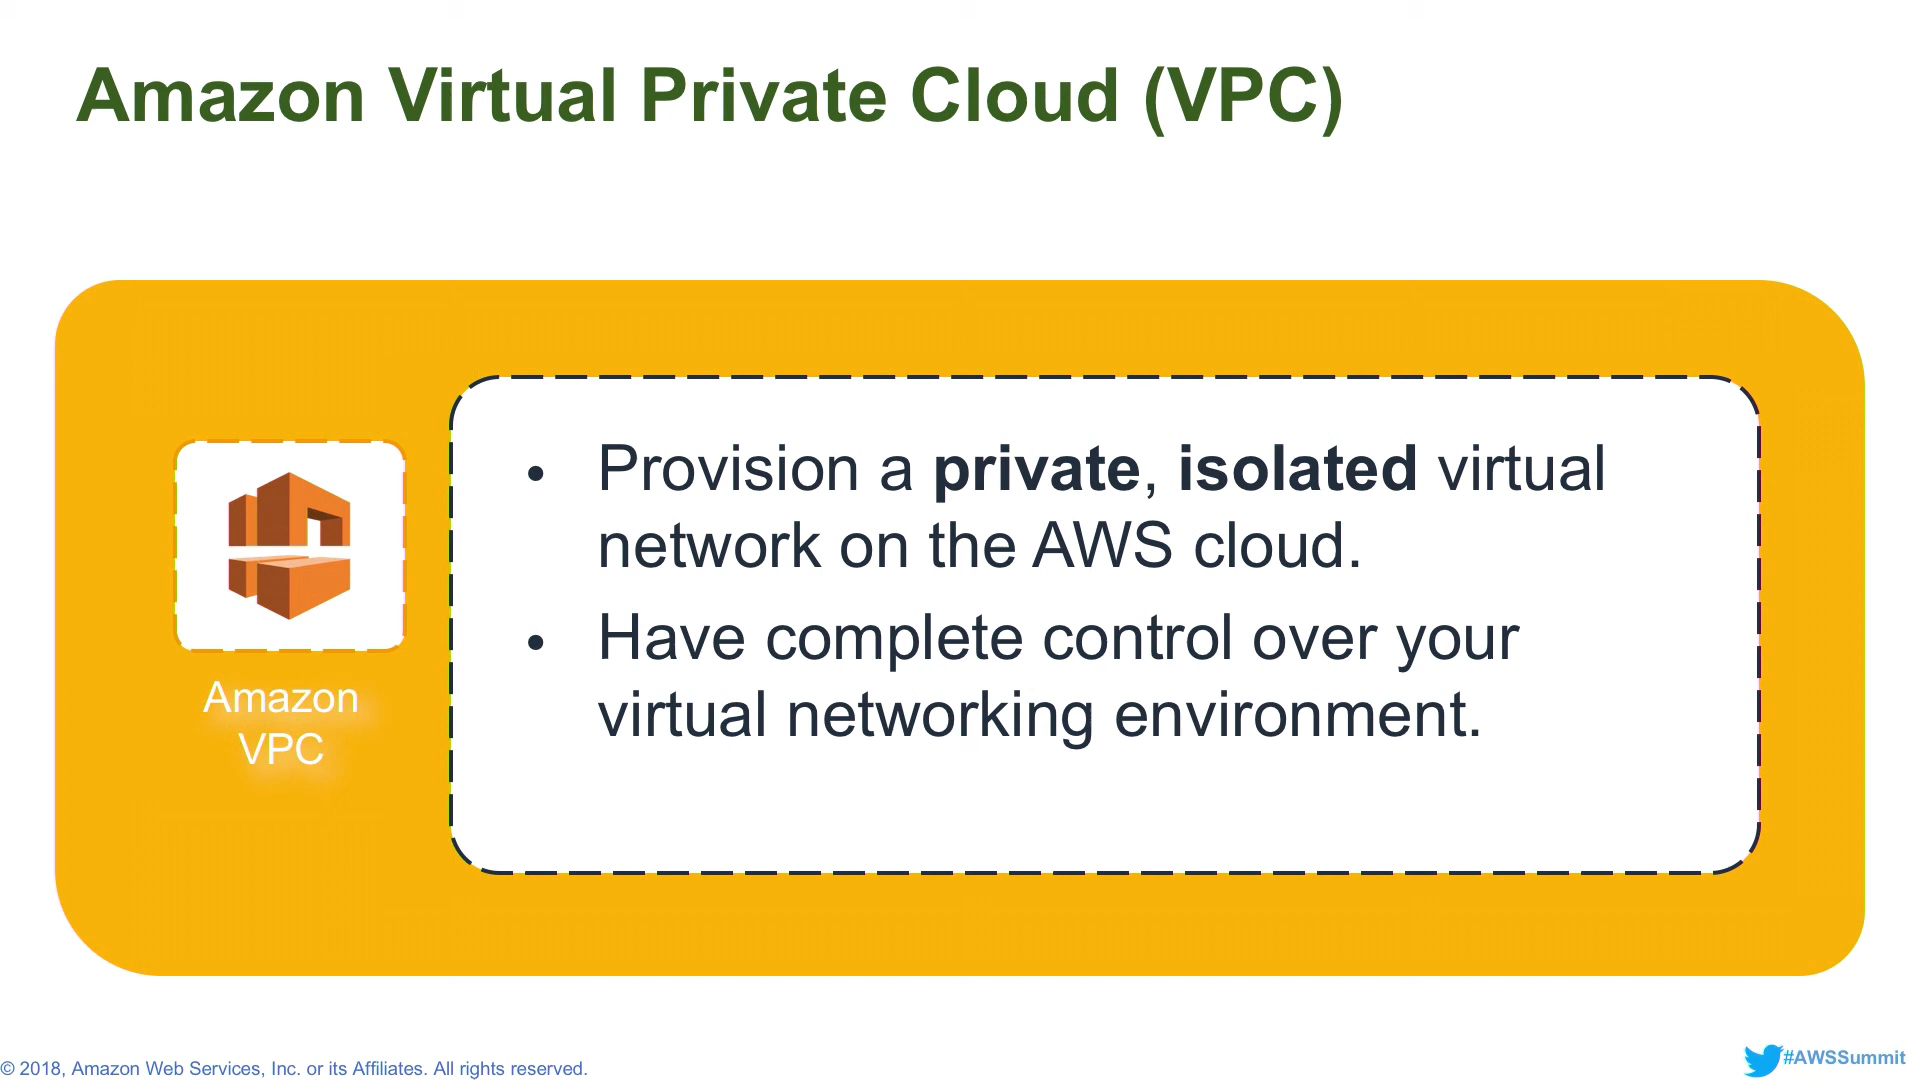 Amazon Virtual Private Cloud (VPC)
Amazon
VPC
• Provision a private, isolated virtual
network on the AWS cloud.
• Have complete control over your
virtual networking environment.
© 2018, Amazon Web Services, Inc. or its Affiliates. All rights reserved.
#AWSSummit